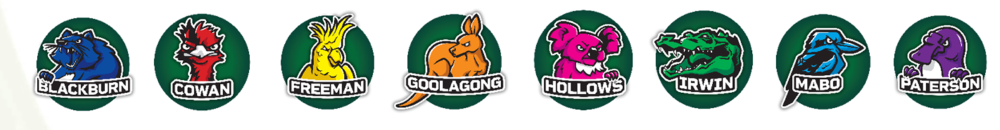 BLACKBURN
COWAN
FREEMAN
GOOLAGONG
HOLLOWS
IRWIN
MABO
PATERSON